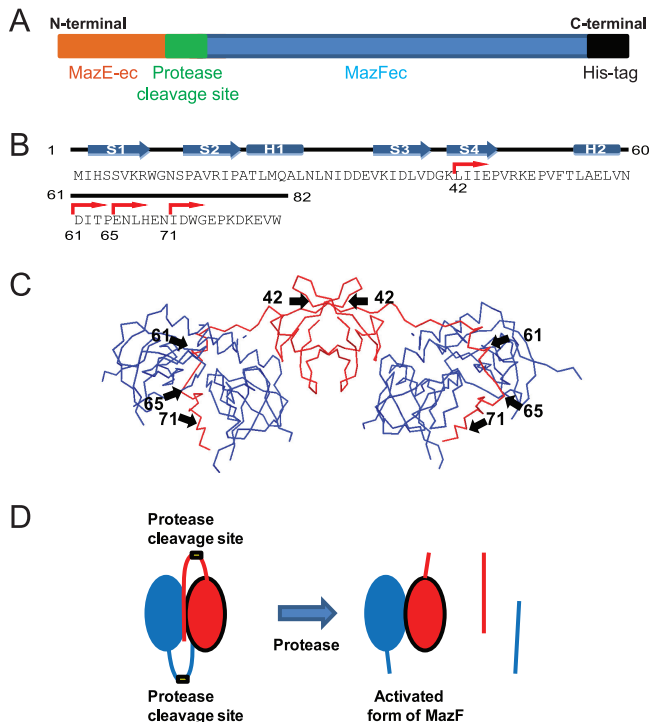 A
N-terminal
C-terminal
MazE-ec
Protease
cleavage site
MazFec
His-tag
B
1
S1
S2
H1
S3
S4
H2
60
MIHSSVKRWGNSPAVRIPATLMQALNLNIDDEVKIDLVDGKLIIEPVRKEPVFTLAELVN
61
82
42
DITPENLHENIDWGEPKDKEVW
61
65
71
C
42
42
61
61
65
65
71
71
D
Protease
cleavage site
Protease
Protease
cleavage site
Activated
form of MazF